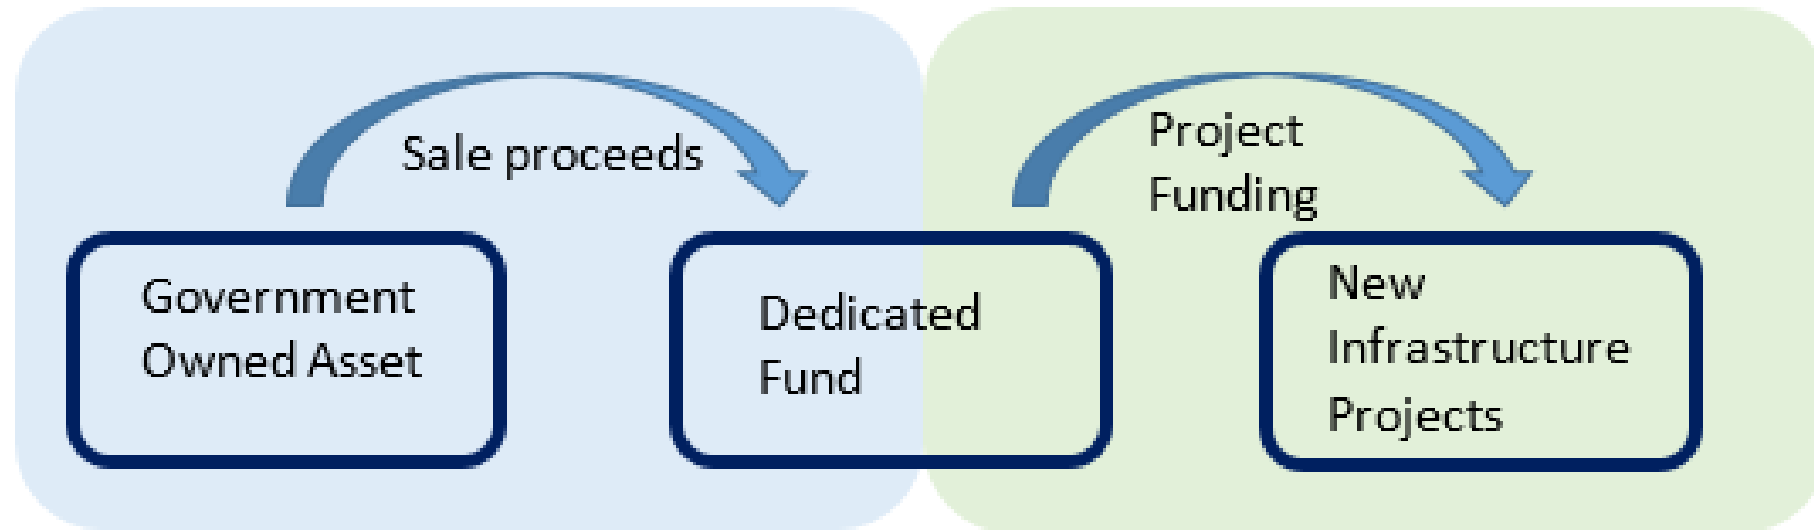 Sale proceeds
Project
Funding
Government
Owned Asset
Dedicated
Fund
New
Infrastructure
Projects